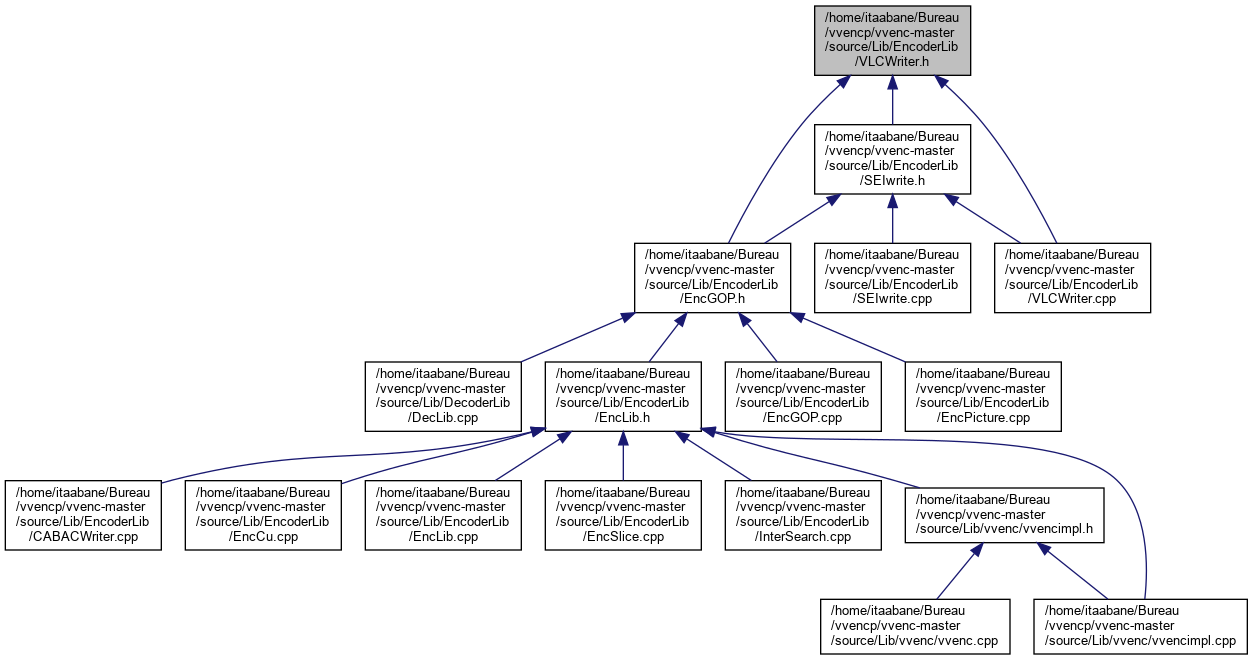 /home/itaabane/Bureau
/vvencp/vvenc-master
/source/Lib/EncoderLib
/VLCWriter.h
/home/itaabane/Bureau
/vvencp/vvenc-master
/source/Lib/EncoderLib
/SEIwrite.h
/home/itaabane/Bureau
/vvencp/vvenc-master
/source/Lib/EncoderLib
/EncGOP.h
/home/itaabane/Bureau
/vvencp/vvenc-master
/source/Lib/EncoderLib
/SEIwrite.cpp
/home/itaabane/Bureau
/vvencp/vvenc-master
/source/Lib/EncoderLib
/VLCWriter.cpp
/home/itaabane/Bureau
/vvencp/vvenc-master
/source/Lib/DecoderLib
/DecLib.cpp
/home/itaabane/Bureau
/vvencp/vvenc-master
/source/Lib/EncoderLib
/EncLib.h
/home/itaabane/Bureau
/vvencp/vvenc-master
/source/Lib/EncoderLib
/EncGOP.cpp
/home/itaabane/Bureau
/vvencp/vvenc-master
/source/Lib/EncoderLib
/EncPicture.cpp
/home/itaabane/Bureau
/vvencp/vvenc-master
/source/Lib/EncoderLib
/CABACWriter.cpp
/home/itaabane/Bureau
/vvencp/vvenc-master
/source/Lib/EncoderLib
/EncCu.cpp
/home/itaabane/Bureau
/vvencp/vvenc-master
/source/Lib/EncoderLib
/EncLib.cpp
/home/itaabane/Bureau
/vvencp/vvenc-master
/source/Lib/EncoderLib
/EncSlice.cpp
/home/itaabane/Bureau
/vvencp/vvenc-master
/source/Lib/EncoderLib
/InterSearch.cpp
/home/itaabane/Bureau
/vvencp/vvenc-master
/source/Lib/vvenc/vvencimpl.h
/home/itaabane/Bureau
/vvencp/vvenc-master
/source/Lib/vvenc/vvenc.cpp
/home/itaabane/Bureau
/vvencp/vvenc-master
/source/Lib/vvenc/vvencimpl.cpp